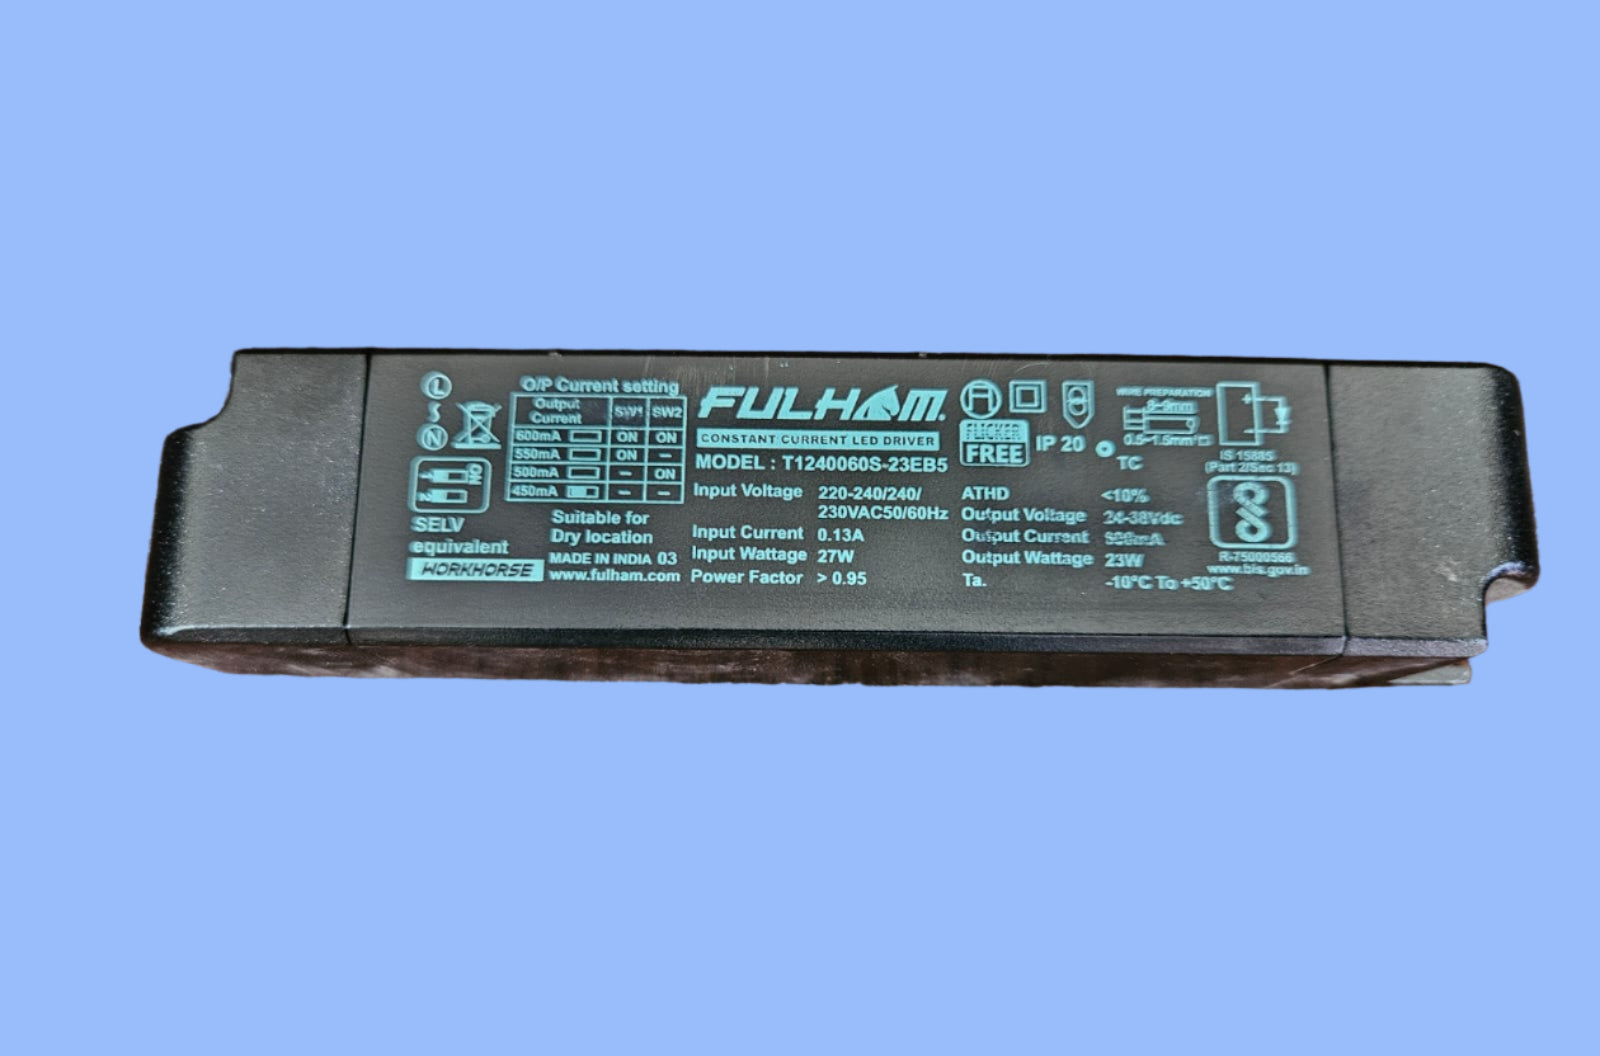 L
S
N
1 2 ON
SELV
equivalent
WORKHORSE
O/P Current setting
Output Current SW1 SW2
600mA ON ON
550mA ON –
500mA – ON
450mA – –
Suitable for
Dry location
MADE IN INDIA 03
www.fulham.com
FULHAM
CONSTANT CURRENT LED DRIVER
MODEL : T1240060S-23EB5
Input Voltage 220-240/240/
230VAC50/60Hz
Input Current 0.13A
Input Wattage 27W
Power Factor > 0.95
FLICKER
FREE
IP 20
TC
WIRE PREPARATION
8-9mm
0.5-1.5mm²
ATHD <10%
Output Voltage 24-38Vdc
Output Current
Output Wattage 23W
Ta. -10°C To +50°C
IS 15885
(Part 2/Sec 13)
R-75000566
www.bis.gov.in